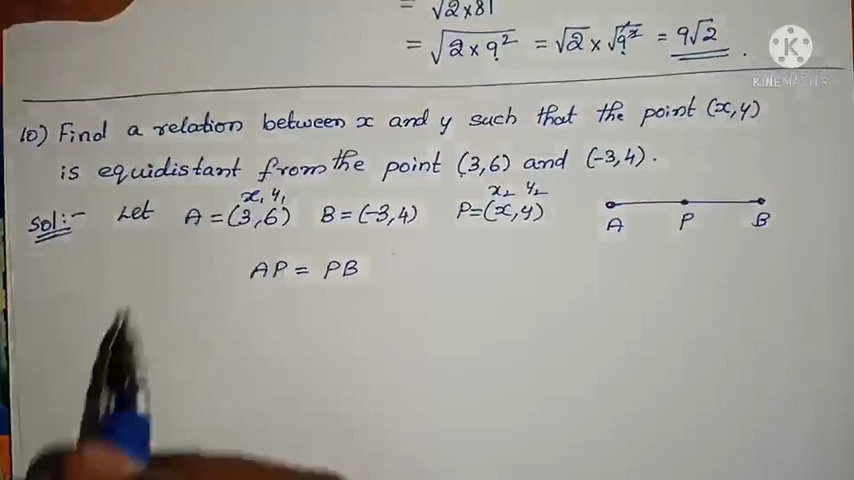 = √2×81
= √2 × 9² = √2 × √9² = 9√2 .
K
KINEMASTER
10) Find a relation between x and y such that the point (x,y)
is equidistant from the point (3,6) and (-3,4).
x₁ y₁ x₂ y₂
Sol:- Let A = (3,6) B = (-3,4) P=(x,y)
A P B
AP = PB